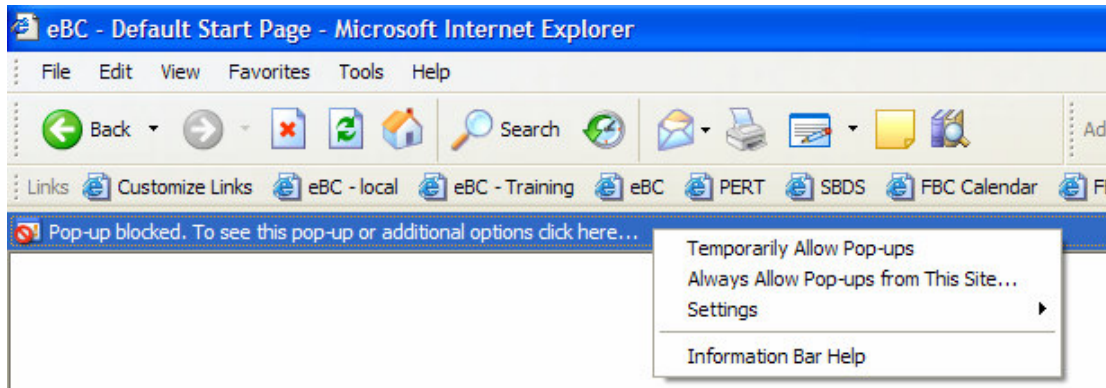 eBC - Default Start Page - Microsoft Internet Explorer
File Edit View Favorites Tools Help
Back Search Ad
Links Customize Links eBC - local eBC - Training eBC PERT SBDS FBC Calendar
Pop-up blocked. To see this pop-up or additional options click here...
Temporarily Allow Pop-ups
Always Allow Pop-ups from This Site...
Settings
Information Bar Help